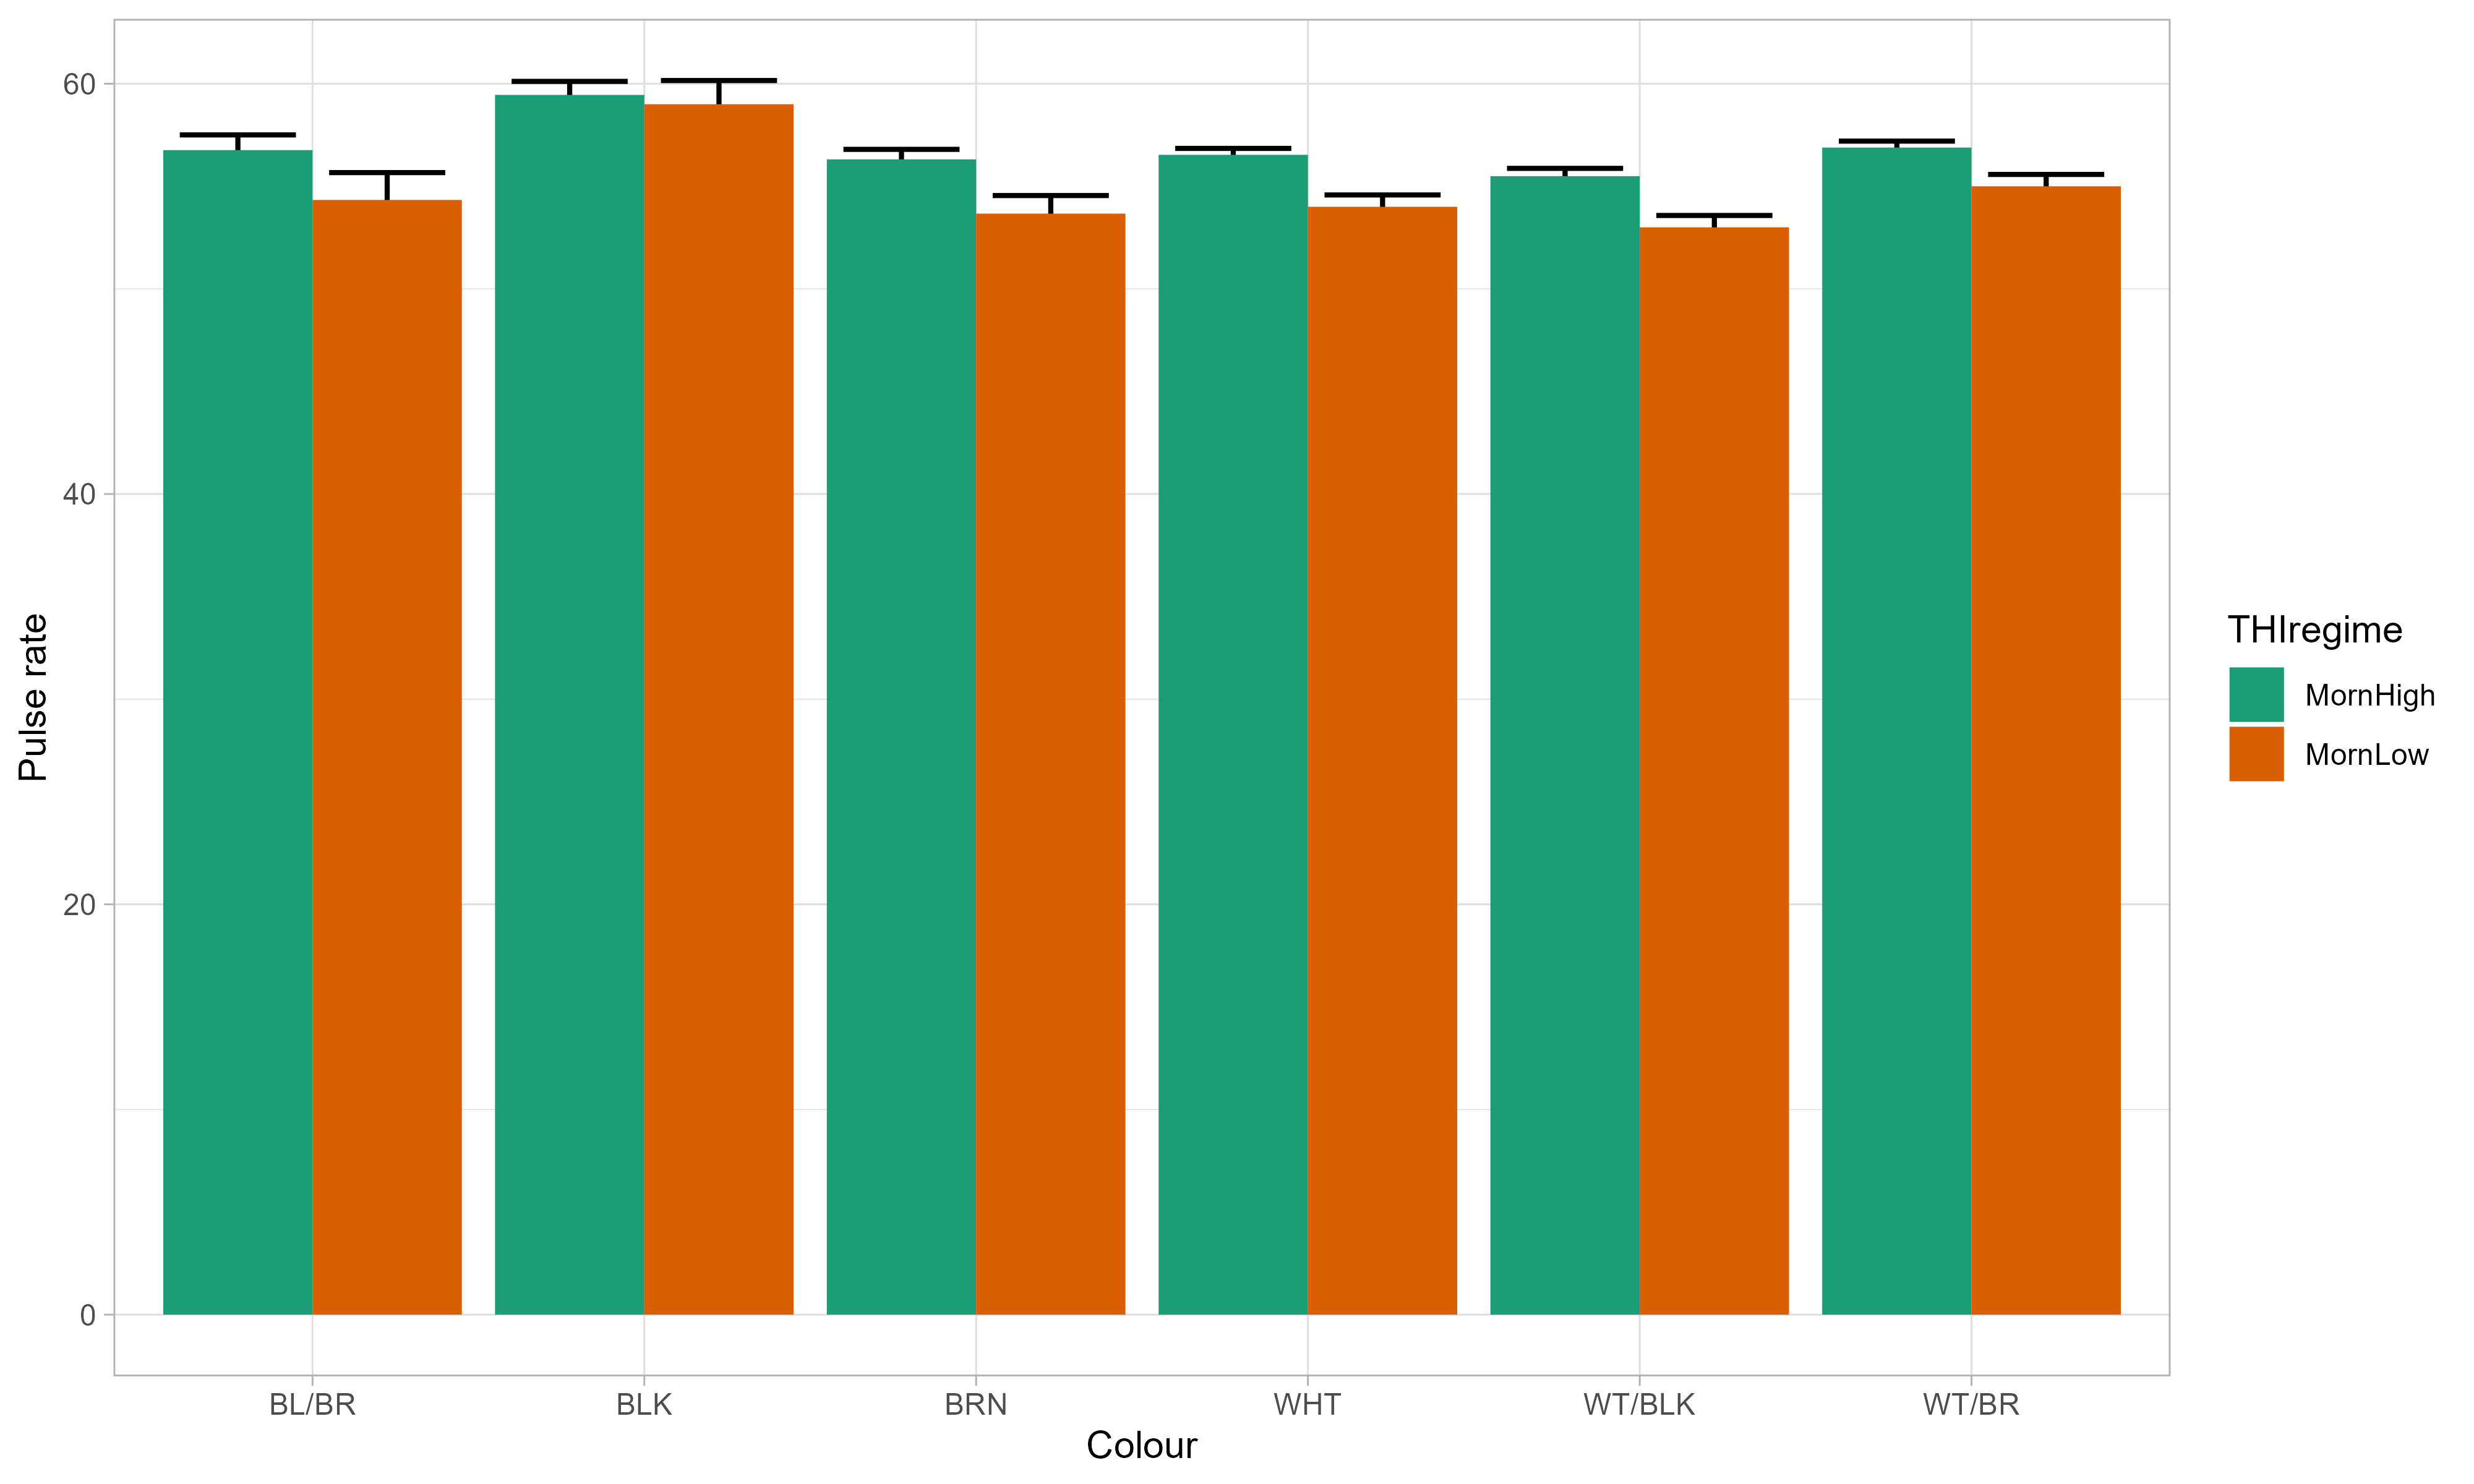 60
40
20
0
Pulse rate
BL/BR
BLK
BRN
WHT
WT/BLK
WT/BR
Colour
THIregime
MornHigh
MornLow